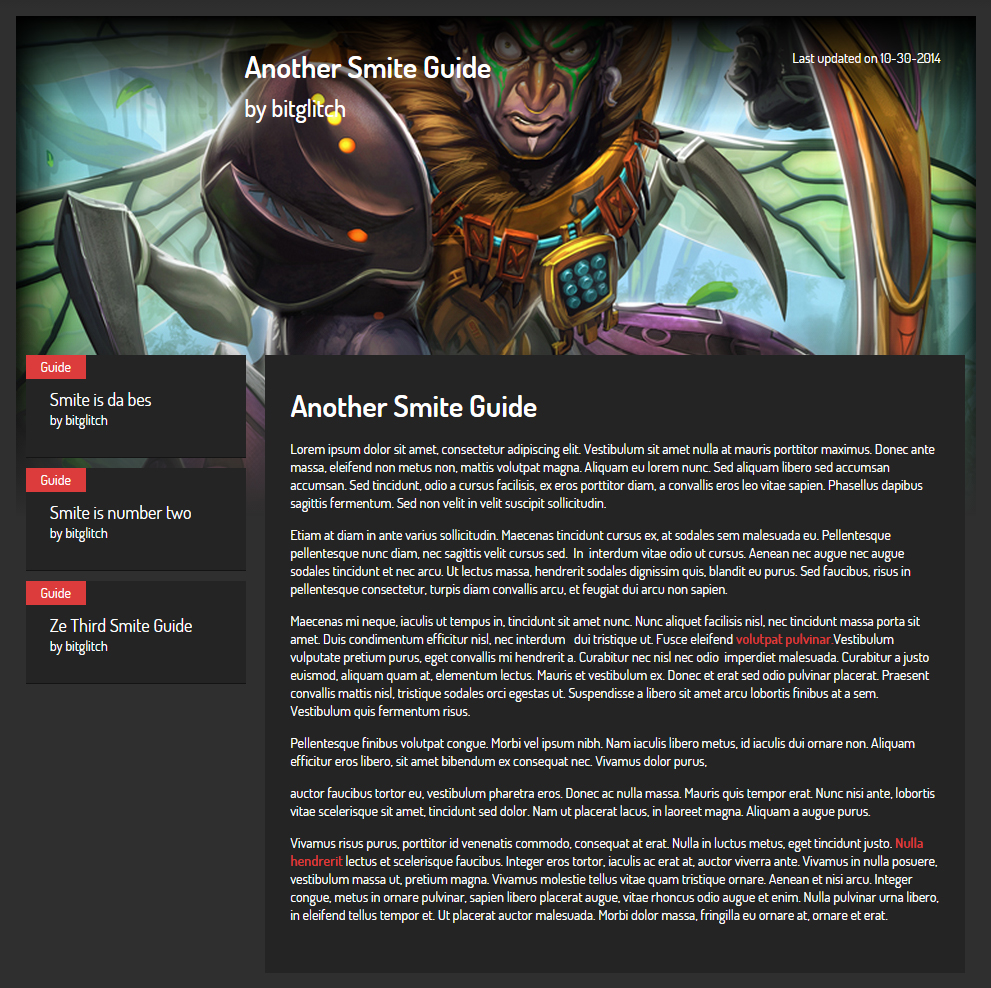 Another Smite Guide
by bitglitch
Last updated on 10-30-2014
Guide
Smite is da bes
by bitglitch
Guide
Smite is number two
by bitglitch
Guide
Ze Third Smite Guide
by bitglitch
Another Smite Guide
Lorem ipsum dolor sit amet, consectetur adipiscing elit. Vestibulum sit amet nulla at mauris porttitor maximus. Donec ante
massa, eleifend non metus non, mattis volutpat magna. Aliquam eu lorem nunc. Sed aliquam libero sed accumsan
accumsan. Sed tincidunt, odio a cursus facilisis, ex eros porttitor diam, a convallis eros leo vitae sapien. Phasellus dapibus
sagittis fermentum. Sed non velit in velit suscipit sollicitudin.
Etiam at diam in ante varius sollicitudin. Maecenas tincidunt cursus ex, at sodales sem malesuada eu. Pellentesque
pellentesque nunc diam, nec sagittis velit cursus sed. In interdum vitae odio ut cursus. Aenean nec augue nec augue
sodales tincidunt et nec arcu. Ut lectus massa, hendrerit sodales dignissim quis, blandit eu purus. Sed faucibus, risus in
pellentesque consectetur, turpis diam convallis arcu, et feugiat dui arcu non sapien.
Maecenas mi neque, iaculis ut tempus in, tincidunt sit amet nunc. Nunc aliquet facilisis nisl, nec tincidunt massa porta sit
amet. Duis condimentum efficitur nisl, nec interdum dui tristique ut. Fusce eleifend volutpat pulvinar.Vestibulum
vulputate pretium purus, eget convallis mi hendrerit a. Curabitur nec nisl nec odio imperdiet malesuada. Curabitur a justo
euismod, aliquam quam at, elementum lectus. Mauris et vestibulum ex. Donec et erat sed odio pulvinar placerat. Praesent
convallis mattis nisl, tristique sodales orci egestas ut. Suspendisse a libero sit amet arcu lobortis finibus at a sem.
Vestibulum quis fermentum risus.
Pellentesque finibus volutpat congue. Morbi vel ipsum nibh. Nam iaculis libero metus, id iaculis dui ornare non. Aliquam
efficitur eros libero, sit amet bibendum ex consequat nec. Vivamus dolor purus,
auctor faucibus tortor eu, vestibulum pharetra eros. Donec ac nulla massa. Mauris quis tempor erat. Nunc nisi ante, lobortis
vitae scelerisque sit amet, tincidunt sed dolor. Nam ut placerat lacus, in laoreet magna. Aliquam a augue purus.
Vivamus risus purus, porttitor id venenatis commodo, consequat at erat. Nulla in luctus metus, eget tincidunt justo. Nulla
hendrerit lectus et scelerisque faucibus. Integer eros tortor, iaculis ac erat at, auctor viverra ante. Vivamus in nulla posuere,
vestibulum massa ut, pretium magna. Vivamus molestie tellus vitae quam tristique ornare. Aenean et nisi arcu. Integer
congue, metus in ornare pulvinar, sapien libero placerat augue, vitae rhoncus odio augue et enim. Nulla pulvinar urna libero,
in eleifend tellus tempor et. Ut placerat auctor malesuada. Morbi dolor massa, fringilla eu ornare at, ornare et erat.